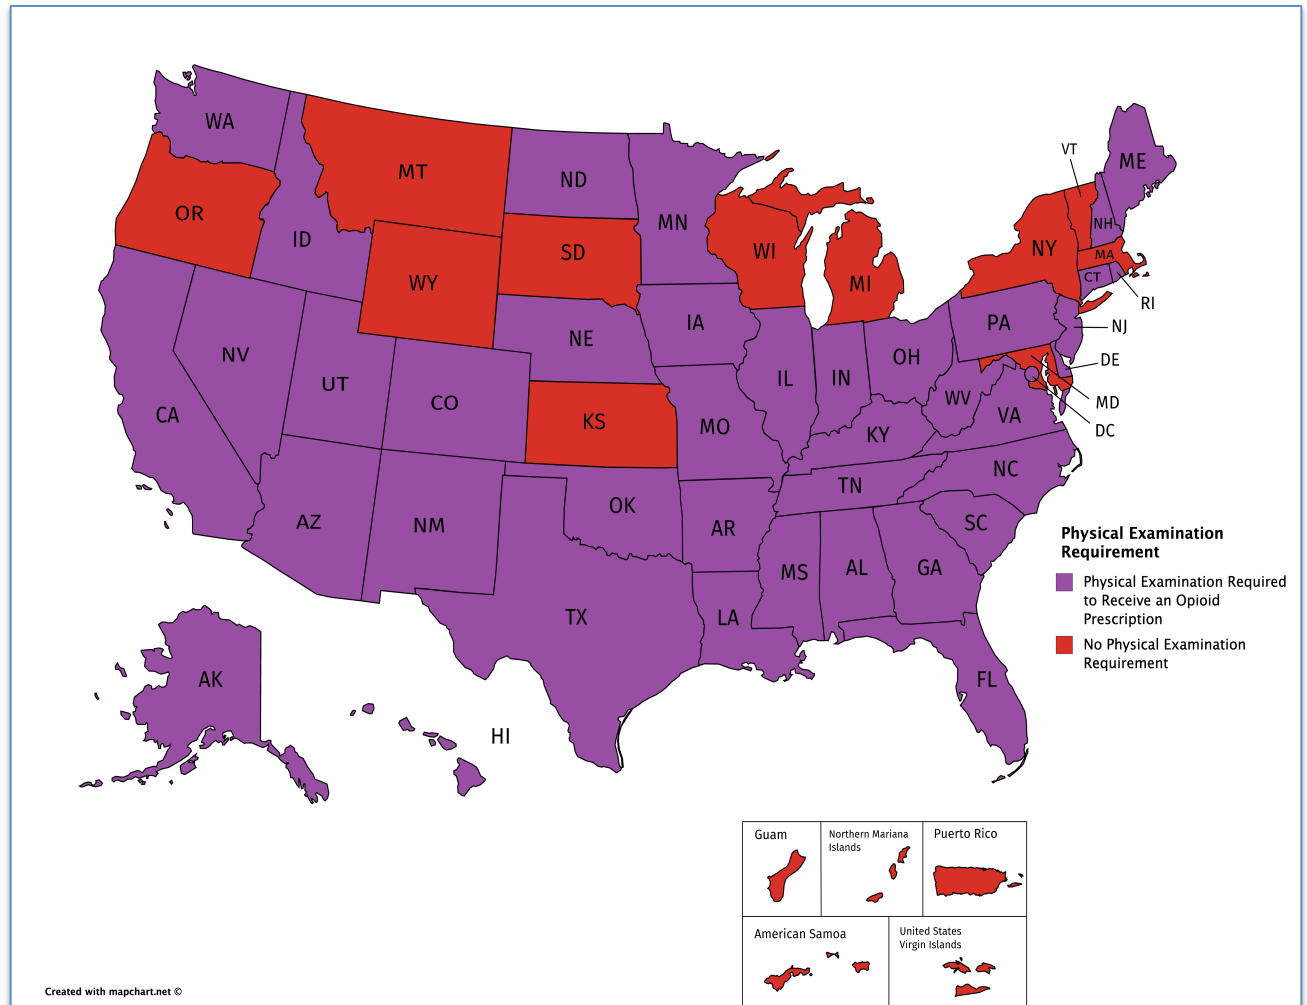 WA
VT
ME
MT
ND
OR
MN
NH
ID
NY
SD
WI
MA
WY
MI
CT
RI
IA
PA
NJ
NE
NV
OH
DE
UT
IL
IN
CO
WV
MD
CA
VA
KS
MO
DC
KY
NC
TN
OK
AZ
NM
AR
SC
Physical Examination
Requirement
MS
AL
GA
Physical Examination Required
to Receive an Opioid
Prescription
TX
LA
No Physical Examination
Requirement
AK
FL
HI
Guam
Northern Mariana
Islands
Puerto Rico
American Samoa
United States
Virgin Islands
Created with mapchart.net ©